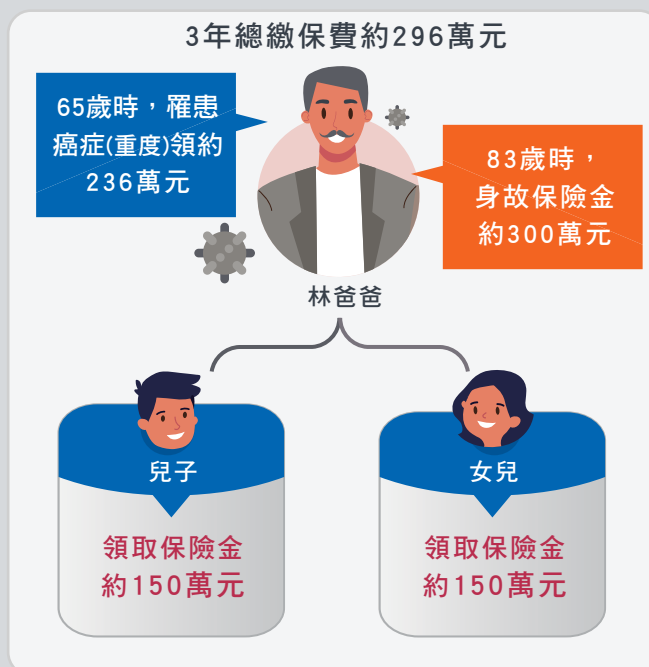 3年總繳保費約296萬元
65歲時，罹患
癌症(重度)領約
236萬元
83歲時，
身故保險金
約300萬元
林爸爸
兒子
領取保險金
約150萬元
女兒
領取保險金
約150萬元